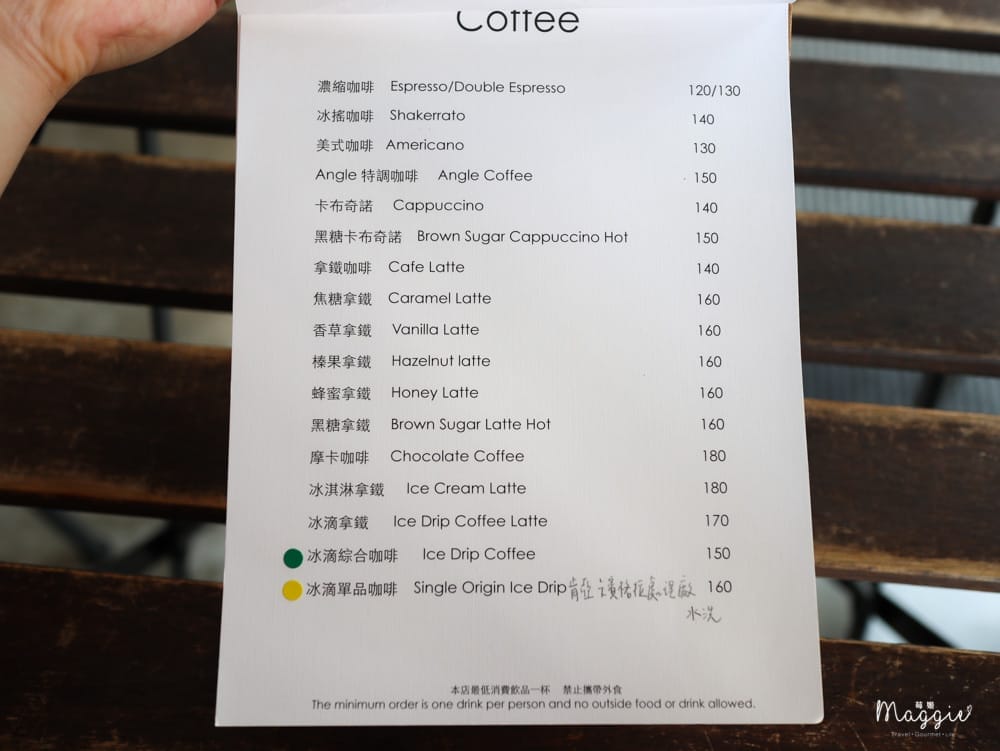 Coffee
濃縮咖啡 Espresso/Double Espresso 120/130
冰搖咖啡 Shakerrato 140
美式咖啡 Americano 130
Angle 特調咖啡 Angle Coffee 150
卡布奇諾 Cappuccino 140
黑糖卡布奇諾 Brown Sugar Cappuccino Hot 150
拿鐵咖啡 Cafe Latte 140
焦糖拿鐵 Caramel Latte 160
香草拿鐵 Vanilla Latte 160
榛果拿鐵 Hazelnut latte 160
蜂蜜拿鐵 Honey Latte 160
黑糖拿鐵 Brown Sugar Latte Hot 160
摩卡咖啡 Chocolate Coffee 180
冰淇淋拿鐵 Ice Cream Latte 180
冰滴拿鐵 Ice Drip Coffee Latte 170
冰滴綜合咖啡 Ice Drip Coffee 150
冰滴單品咖啡 Single Origin Ice Drip 肯亞 處理廠 160
水洗
本店最低消費飲品一杯 禁止攜帶外食
The minimum order is one drink per person and no outside food or drink allowed.
Maggie
Travel·Gourmet·Life